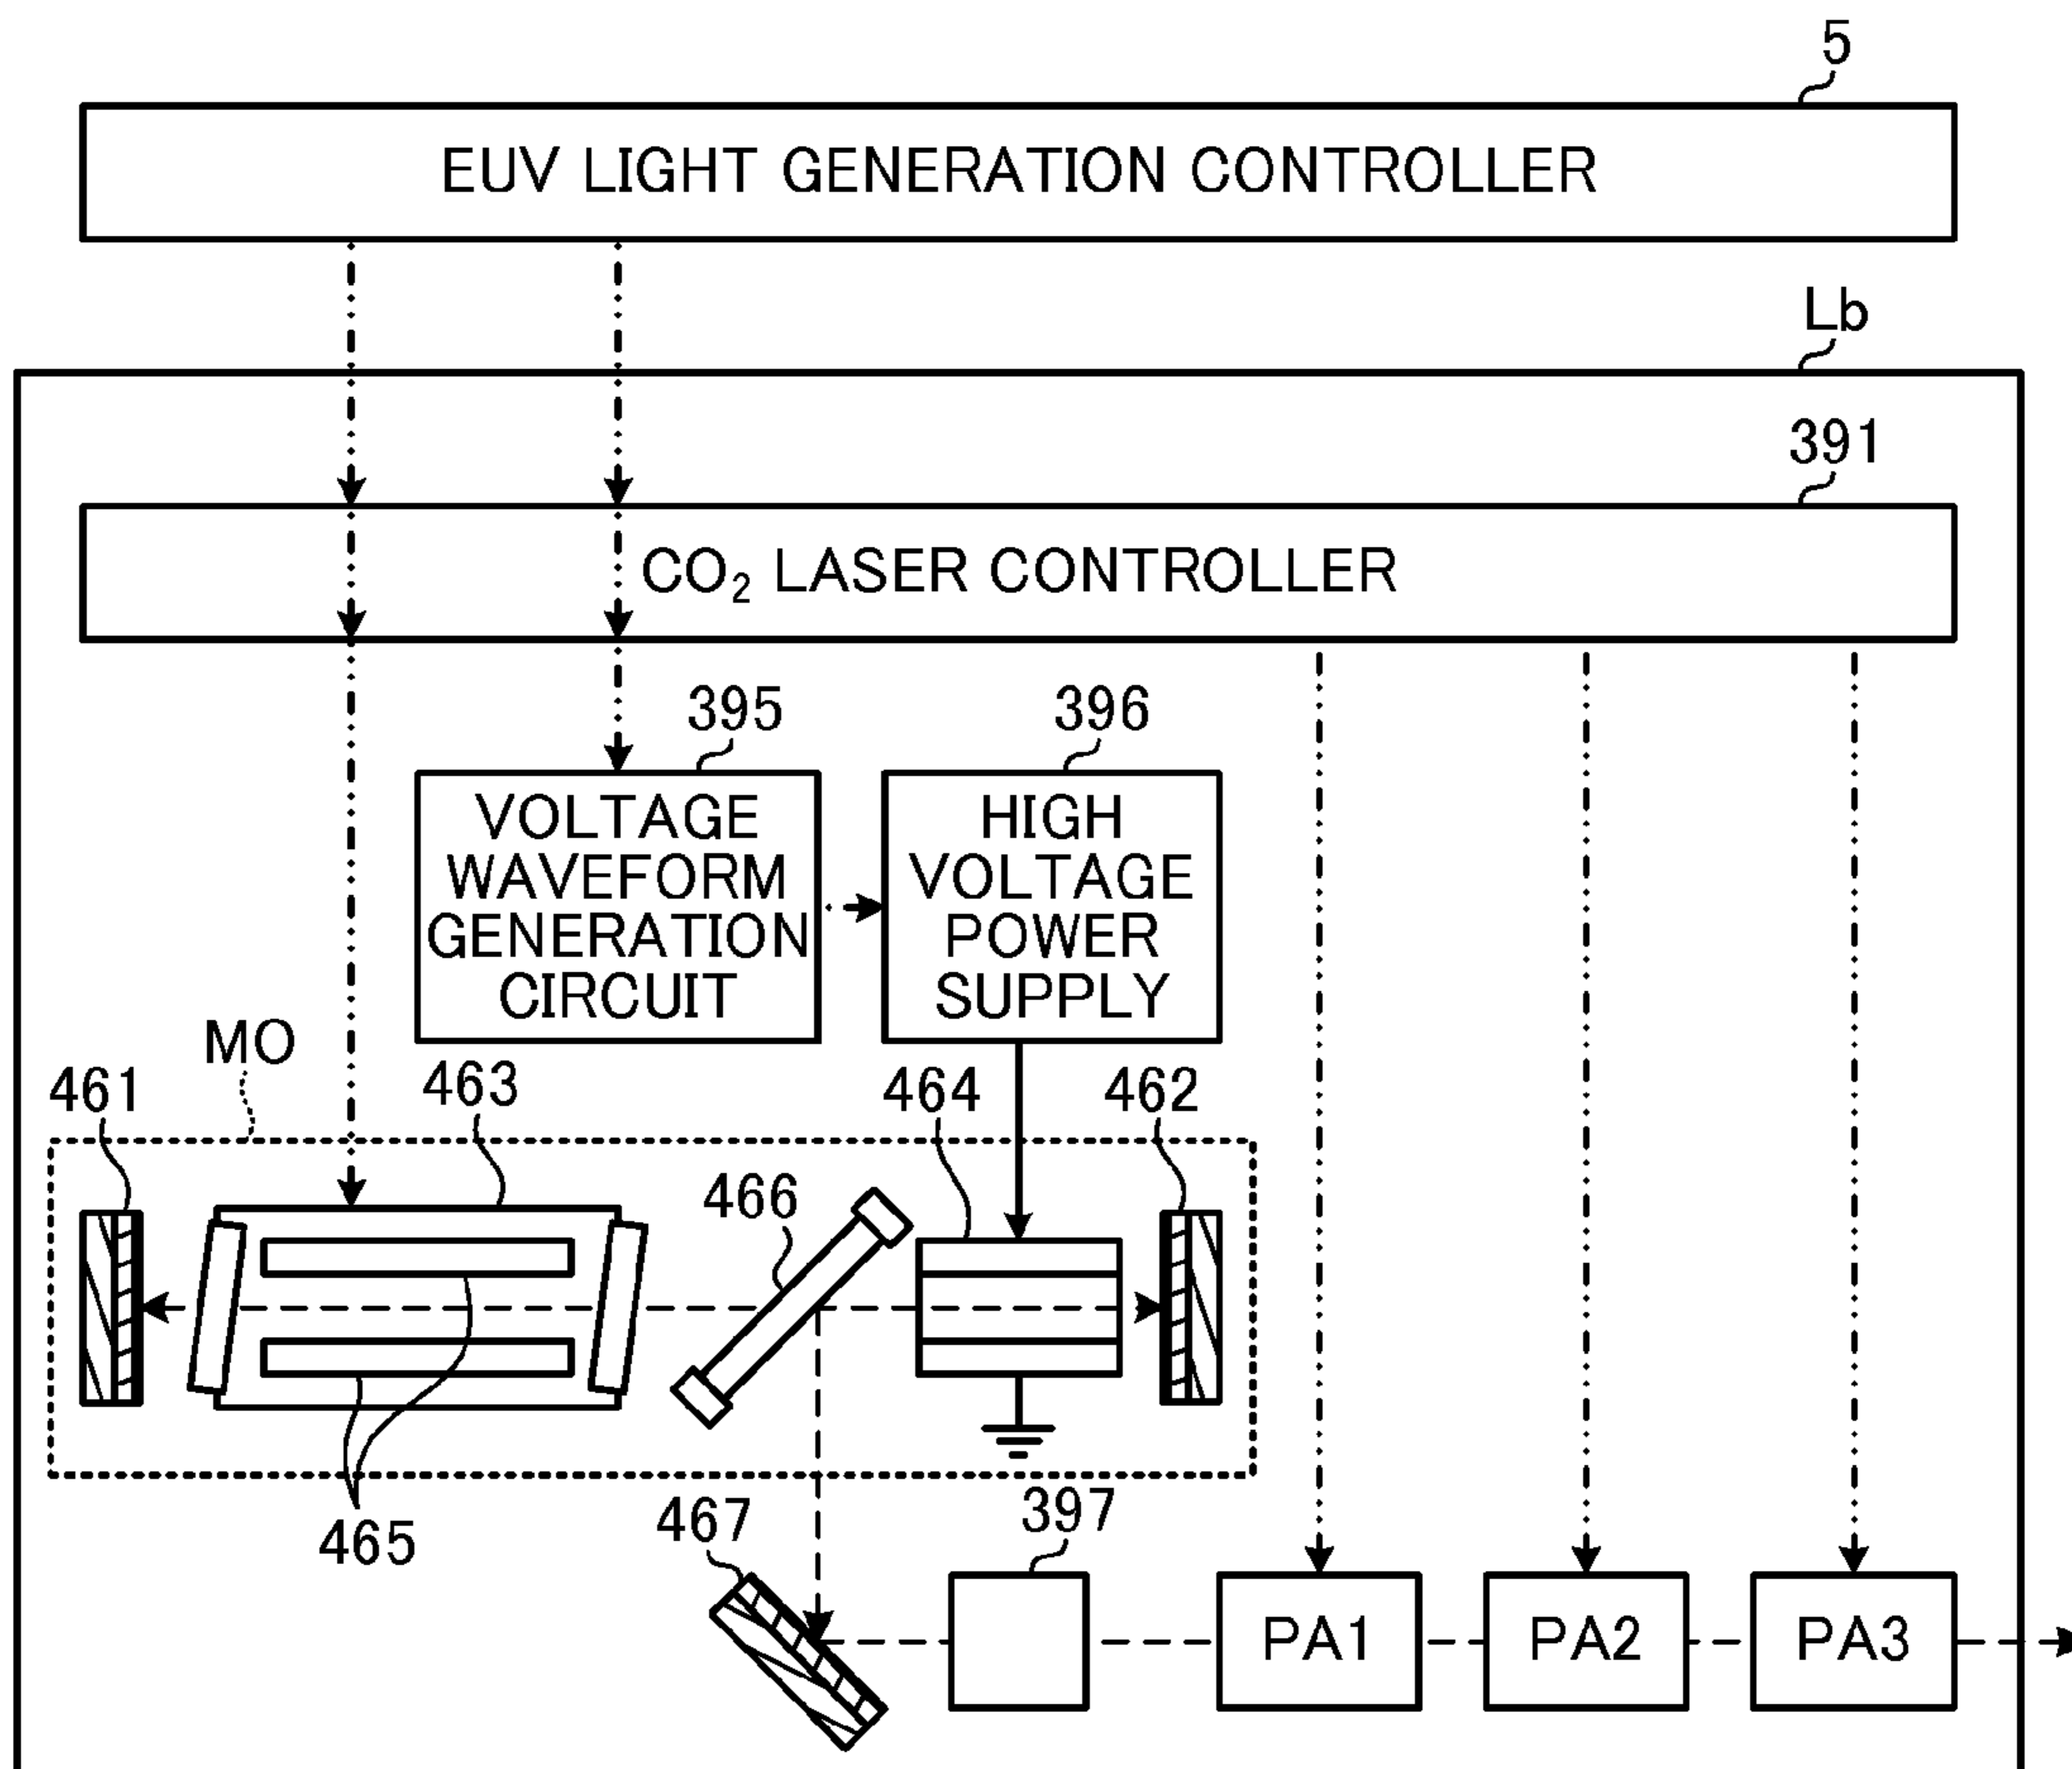 5
EUV LIGHT GENERATION CONTROLLER
Lb
391
CO₂ LASER CONTROLLER
395
396
VOLTAGE
WAVEFORM
GENERATION
CIRCUIT
HIGH
VOLTAGE
POWER
SUPPLY
MO
461
463
464
462
466
465
467
397
PA1
PA2
PA3